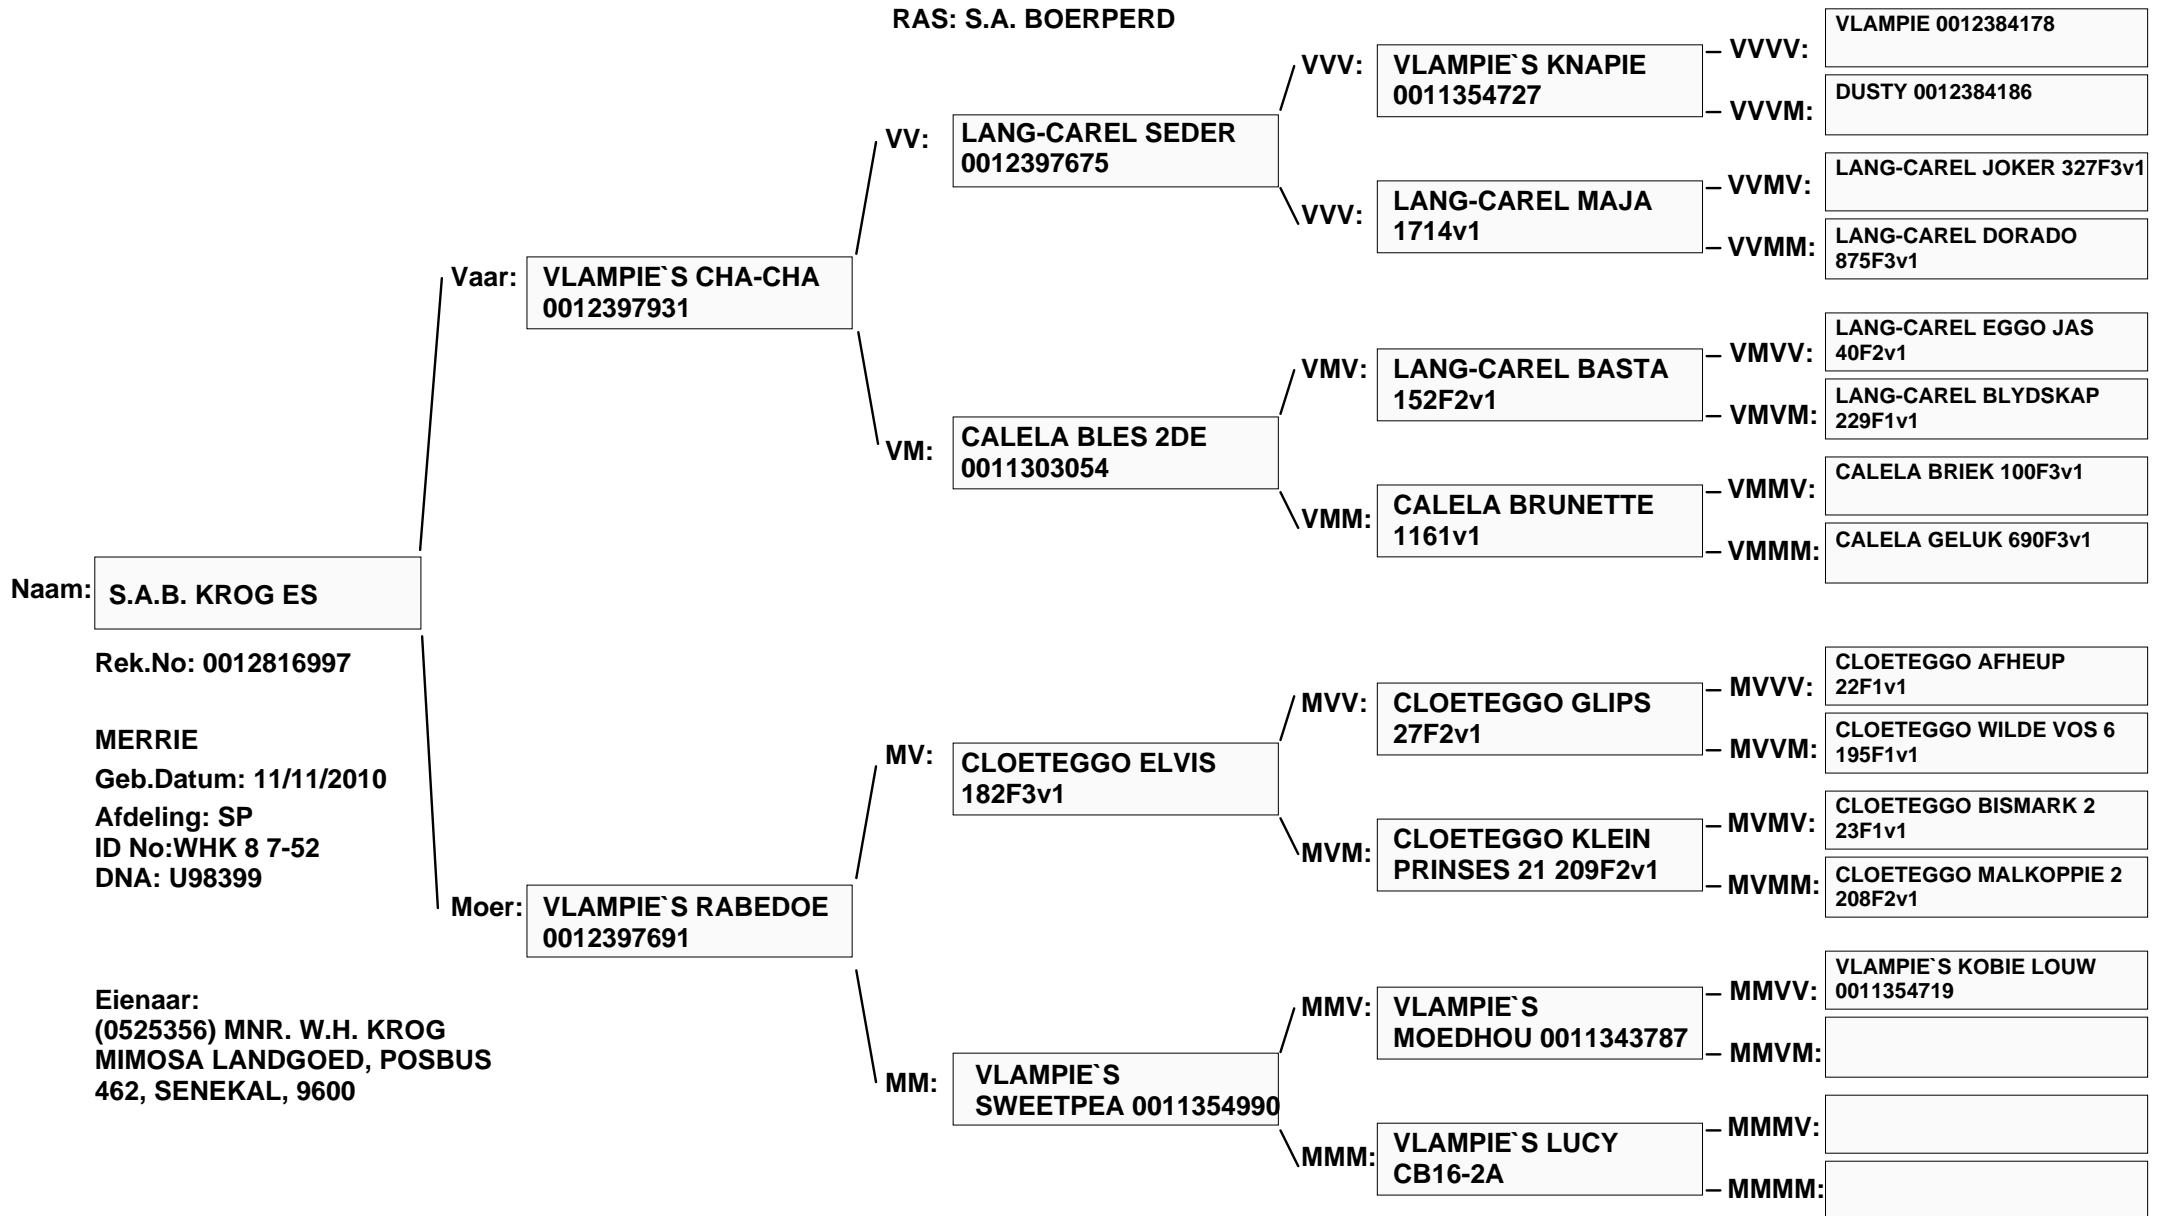 RAS: S.A. BOERPERD
Naam:
S.A.B. KROG ES
Rek.No: 0012816997
MERRIE
Geb.Datum: 11/11/2010
Afdeling: SP
ID No:WHK 8 7-52
DNA: U98399
Eienaar:
(0525356) MNR. W.H. KROG
MIMOSA LANDGOED, POSBUS
462, SENEKAL, 9600
Vaar:
VLAMPIE`S CHA-CHA
0012397931
Moer:
VLAMPIE`S RABEDOE
0012397691
VV:
LANG-CAREL SEDER
0012397675
VM:
CALELA BLES 2DE
0011303054
MV:
CLOETEGGO ELVIS
182F3v1
MM:
VLAMPIE`S
SWEETPEA 0011354990
VVV:
VLAMPIE`S KNAPIE
0011354727
VVV:
LANG-CAREL MAJA
1714v1
VMV:
LANG-CAREL BASTA
152F2v1
VMM:
CALELA BRUNETTE
1161v1
MVV:
CLOETEGGO GLIPS
27F2v1
MVM:
CLOETEGGO KLEIN
PRINSES 21 209F2v1
MMV:
VLAMPIE`S
MOEDHOU 0011343787
MMM:
VLAMPIE`S LUCY
CB16-2A
VVVV:
VLAMPIE 0012384178
VVVM:
DUSTY 0012384186
VVMV:
LANG-CAREL JOKER 327F3v1
VVMM:
LANG-CAREL DORADO
875F3v1
VMVV:
LANG-CAREL EGGO JAS
40F2v1
VMVM:
LANG-CAREL BLYDSKAP
229F1v1
VMMV:
CALELA BRIEK 100F3v1
VMMM:
CALELA GELUK 690F3v1
MVVV:
CLOETEGGO AFHEUP
22F1v1
MVVM:
CLOETEGGO WILDE VOS 6
195F1v1
MVMV:
CLOETEGGO BISMARK 2
23F1v1
MVMM:
CLOETEGGO MALKOPPIE 2
208F2v1
MMVV:
VLAMPIE`S KOBIE LOUW
0011354719
MMVM:
MMMV:
MMMM: